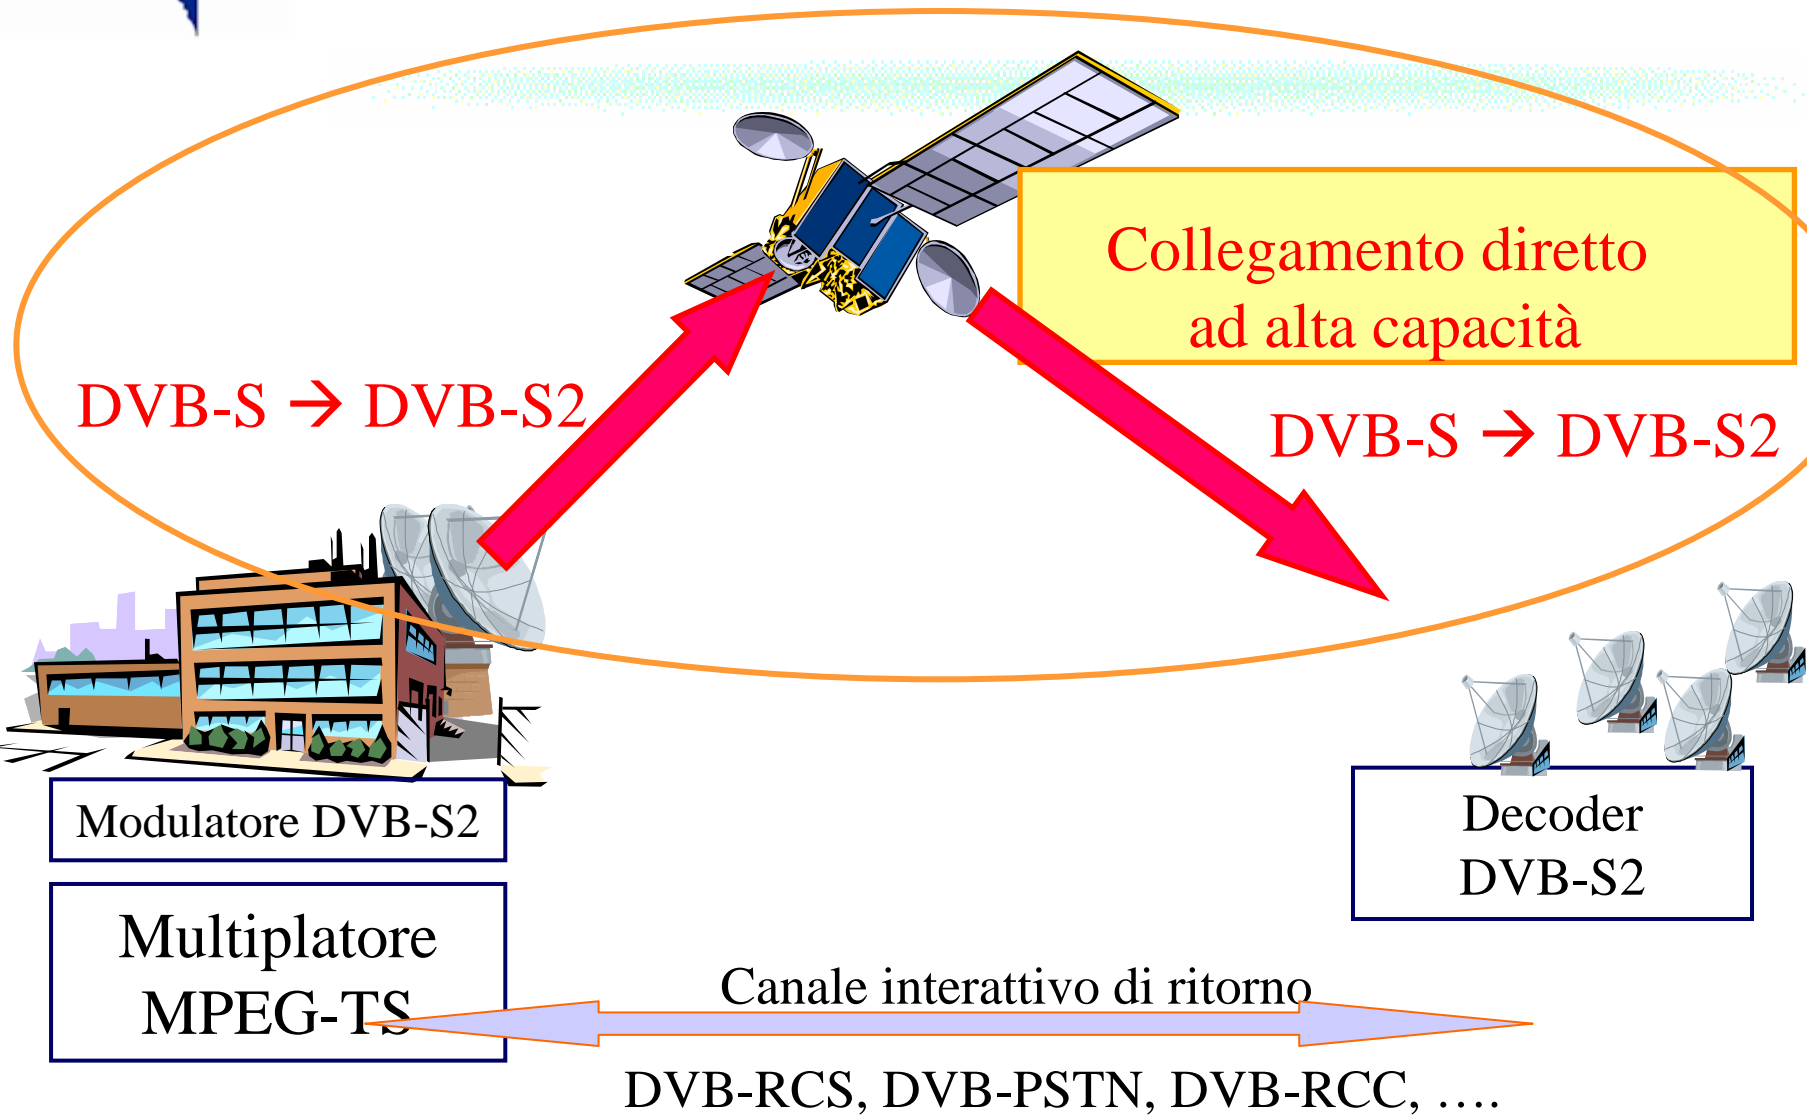 Collegamento diretto
ad alta capacità
DVB-S → DVB-S2
DVB-S → DVB-S2
Modulatore DVB-S2
Decoder
DVB-S2
Multiplatore
MPEG-TS
Canale interattivo di ritorno
DVB-RCS, DVB-PSTN, DVB-RCC, ….